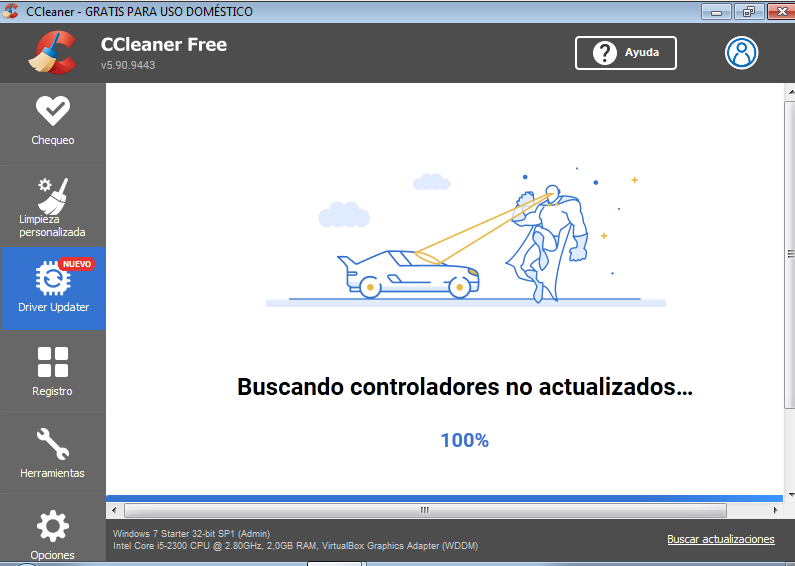 CCleaner - GRATIS PARA USO DOMÉSTICO
CCleaner Free
v5.90.9443
Ayuda
Chequeo
Limpieza
personalizada
NUEVO
Driver Updater
Registro
Herramientas
Opciones
Buscando controladores no actualizados...
100%
Windows 7 Starter 32-bit SP1 (Admin)
Intel Core i5-2300 CPU @ 2.80GHz, 2,0GB RAM, VirtualBox Graphics Adapter (WDDM)
Buscar actualizaciones